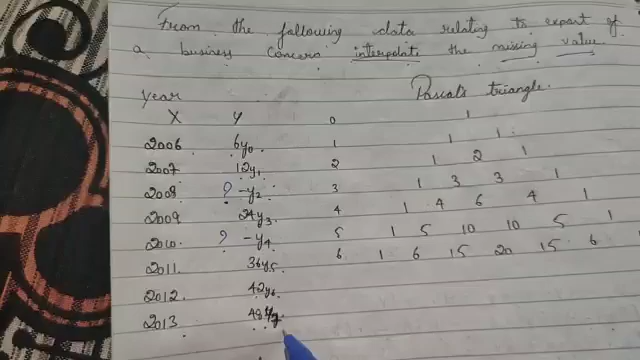 From the following data relating to export of
a business concern interpolate the missing value.
Year Pascal's triangle.
X Y 0 1
2006 6y0 1 1 1
2007 12y1 2 1 2 1
2008 ? -y2 3 1 3 3 1
2009 24y3 4 1 4 6 4 1
2010 ? -y4 5 1 5 10 10 5 1
2011 36y5 6 1 6 15 20 15 6 1
2012 42y6
2013 48y7